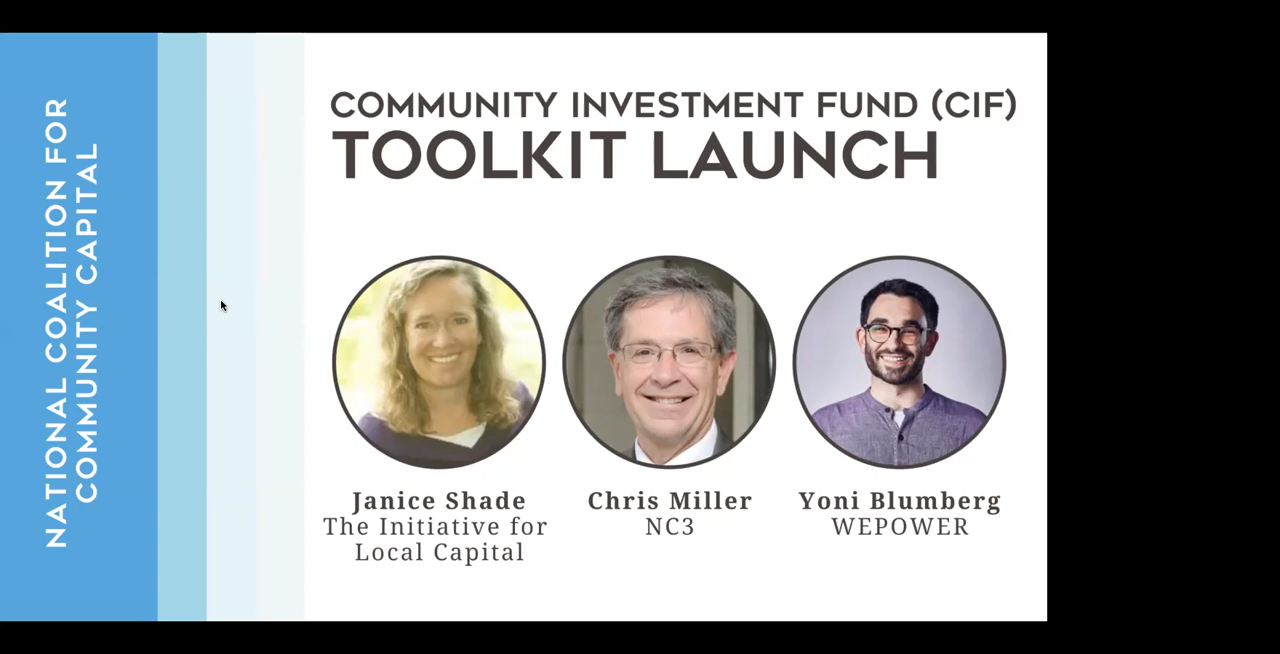 NATIONAL COALITION FOR
COMMUNITY CAPITAL
COMMUNITY INVESTMENT FUND (CIF)
TOOLKIT LAUNCH
Janice Shade
The Initiative for
Local Capital
Chris Miller
NC3
Yoni Blumberg
WEPOWER